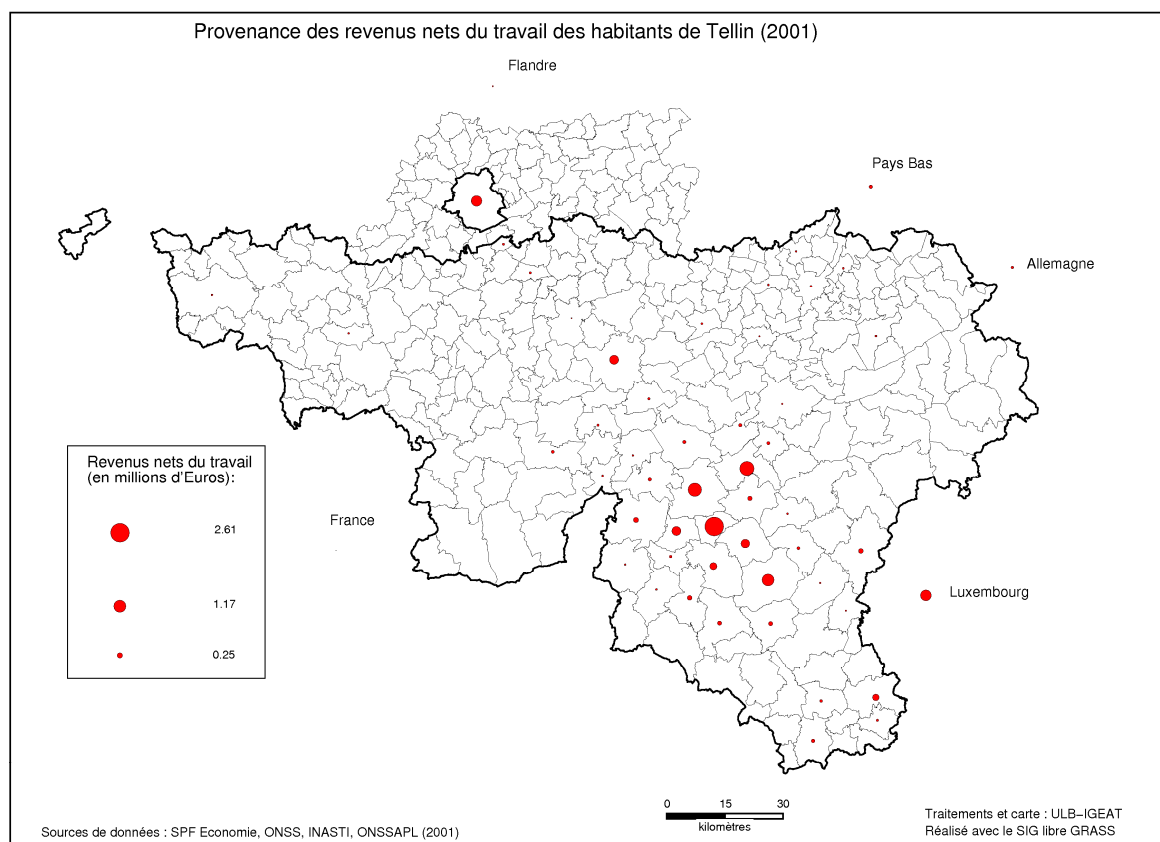 Provenance des revenus nets du travail des habitants de Tellin (2001)
Flandre
Pays Bas
Allemagne
Revenus nets du travail
(en millions d'Euros):
2.61
1.17
0.25
France
Luxembourg
0 15 30
kilomètres
Sources de données : SPF Economie, ONSS, INASTI, ONSSAPL (2001)
Traitements et carte : ULB-IGEAT
Réalisé avec le SIG libre GRASS